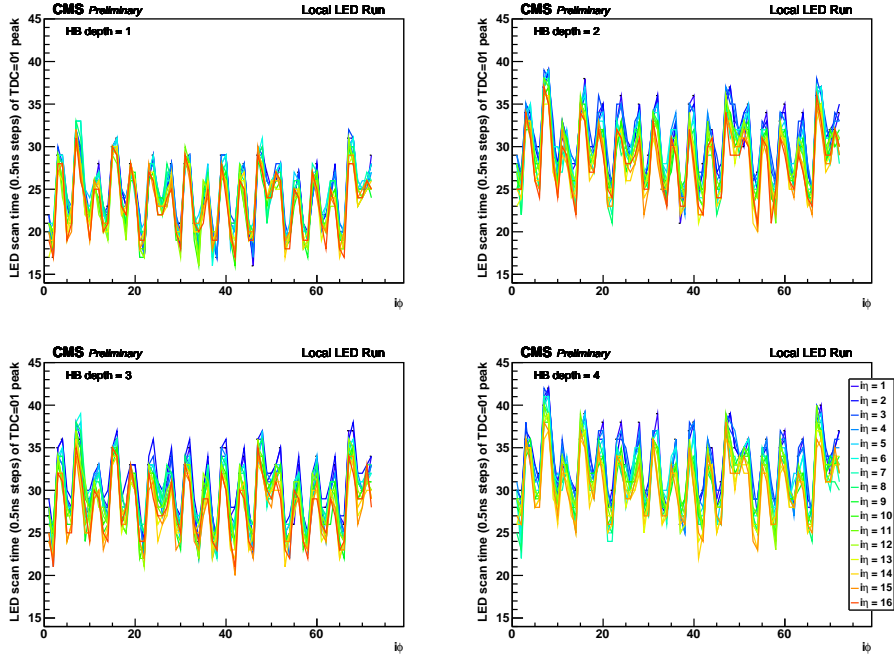 CMS Preliminary Local LED Run
HB depth = 1
LED scan time (0.5ns steps) of TDC=01 peak
45
40
35
30
25
20
15
0 20 40 60
iϕ
CMS Preliminary Local LED Run
HB depth = 2
LED scan time (0.5ns steps) of TDC=01 peak
45
40
35
30
25
20
15
0 20 40 60
iϕ
CMS Preliminary Local LED Run
HB depth = 3
LED scan time (0.5ns steps) of TDC=01 peak
45
40
35
30
25
20
15
0 20 40 60
iϕ
CMS Preliminary Local LED Run
HB depth = 4
LED scan time (0.5ns steps) of TDC=01 peak
45
40
35
30
25
20
15
0 20 40 60
iϕ
iη = 1
iη = 2
iη = 3
iη = 4
iη = 5
iη = 6
iη = 7
iη = 8
iη = 9
iη = 10
iη = 11
iη = 12
iη = 13
iη = 14
iη = 15
iη = 16